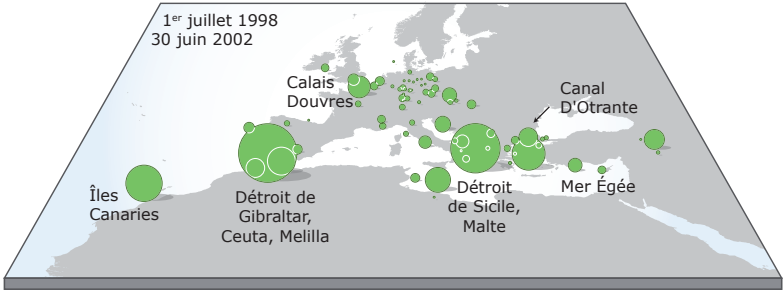 1er juillet 1998
30 juin 2002
Calais
Douvres
Canal
D'Otrante
Îles
Canaries
Détroit de
Gibraltar,
Ceuta, Melilla
Détroit
de Sicile,
Malte
Mer Égée